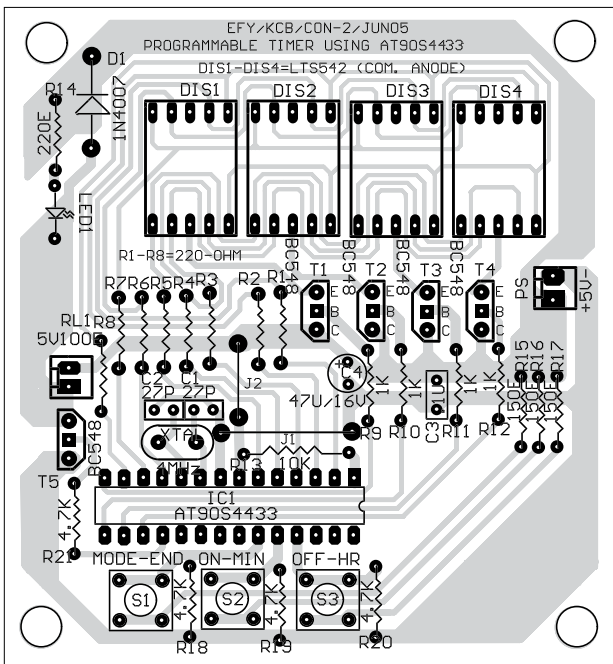 EFY/KCB/CON-2/JUN05
PROGRAMMABLE TIMER USING AT90S4433
DIS1-DIS4=LTS542 (COM. ANODE)
D1
1N4007
R14
220E
LED1
DIS1 DIS2 DIS3 DIS4
R1-R8=220-OHM
BC548 BC548 BC548 BC548
T1 T2 T3 T4
E E E E
B B B B
C C C C
PS
+5V-
R7 R6 R5 R4 R3 R2 R1
RL1
5V100E
R8
C2 C1
27P 27P
J2
C4
47U/16V
1K 1K 1K 1K
C3
1U
R9 R10 R11 R12
R15 R16 R17
150E 150E 150E
XTAL
4MHz
J1
R13 10K
T5
BC548
IC1
AT90S4433
4.7K
R21
MODE-END ON-MIN OFF-HR
S1 S2 S3
4.7K 4.7K 4.7K
R18 R19 R20